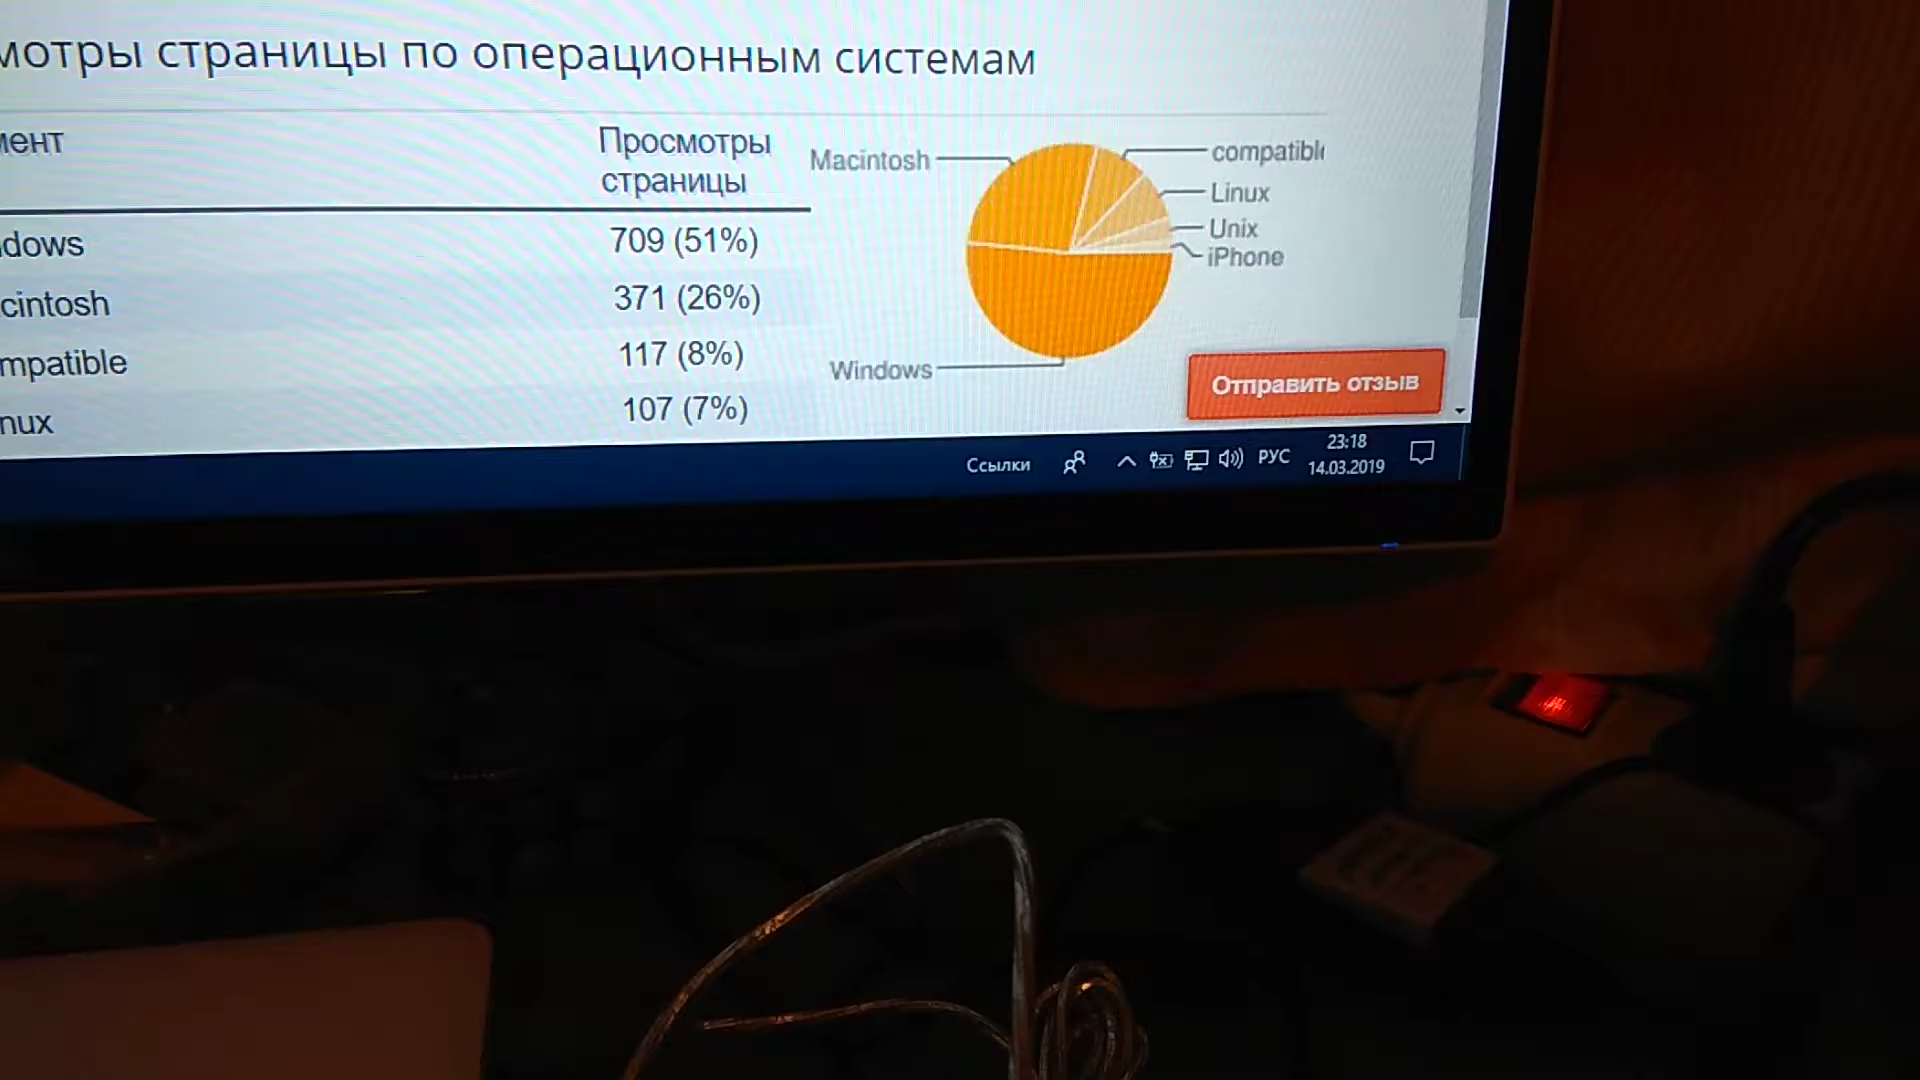 мотры страницы по операционным системам
мент
Просмотры
страницы
dows
709 (51%)
cintosh
371 (26%)
mpatible
117 (8%)
nux
107 (7%)
Macintosh
compatible
Linux
Unix
iPhone
Windows
Отправить отзыв
Ссылки
РУС
23:18
14.03.2019